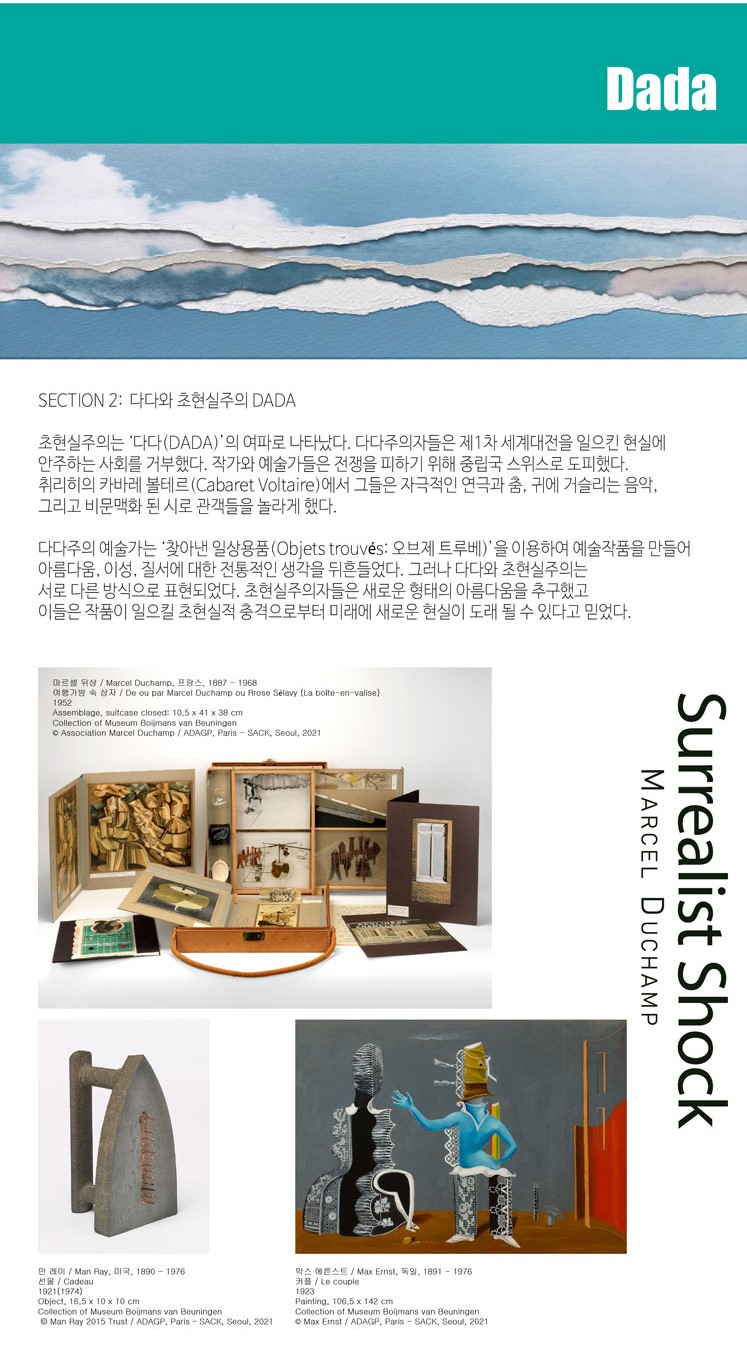 Dada
SECTION 2: 다다와 초현실주의 DADA
초현실주의는 ‘다다(DADA)’의 여파로 나타났다. 다다주의자들은 제1차 세계대전을 일으킨 현실에
안주하는 사회를 거부했다. 작가와 예술가들은 전쟁을 피하기 위해 중립국 스위스로 도피했다.
취리히의 카바레 볼테르(Cabaret Voltaire)에서 그들은 자극적인 연극과 춤, 귀에 거슬리는 음악,
그리고 비문맥화 된 시로 관객들을 놀라게 했다.
다다주의 예술가는 ‘찾아낸 일상용품(Objets trouvés: 오브제 트루베)’을 이용하여 예술작품을 만들어
아름다움, 이성, 질서에 대한 전통적인 생각을 뒤흔들었다. 그러나 다다와 초현실주의는
서로 다른 방식으로 표현되었다. 초현실주의자들은 새로운 형태의 아름다움을 추구했고
이들은 작품이 일으킬 초현실적 충격으로부터 미래에 새로운 현실이 도래 될 수 있다고 믿었다.
마르셀 뒤샹 / Marcel Duchamp, 프랑스, 1887 - 1968
여행가방 속 상자 / De ou par Marcel Duchamp ou Rrose Sélavy (La boîte-en-valise)
1952
Assemblage, suitcase closed: 10,5 x 41 x 38 cm
Collection of Museum Boijmans van Beuningen
© Association Marcel Duchamp / ADAGP, Paris - SACK, Seoul, 2021
Surrealist Shock
MARCEL DUCHAMP
만 레이 / Man Ray, 미국, 1890 - 1976
선물 / Cadeau
1921(1974)
Object, 16,5 x 10 x 10 cm
Collection of Museum Boijmans van Beuningen
© Man Ray 2015 Trust / ADAGP, Paris - SACK, Seoul, 2021
막스 에른스트 / Max Ernst, 독일, 1891 - 1976
커플 / Le couple
1923
Painting, 106,5 x 142 cm
Collection of Museum Boijmans van Beuningen
© Max Ernst / ADAGP, Paris - SACK, Seoul, 2021